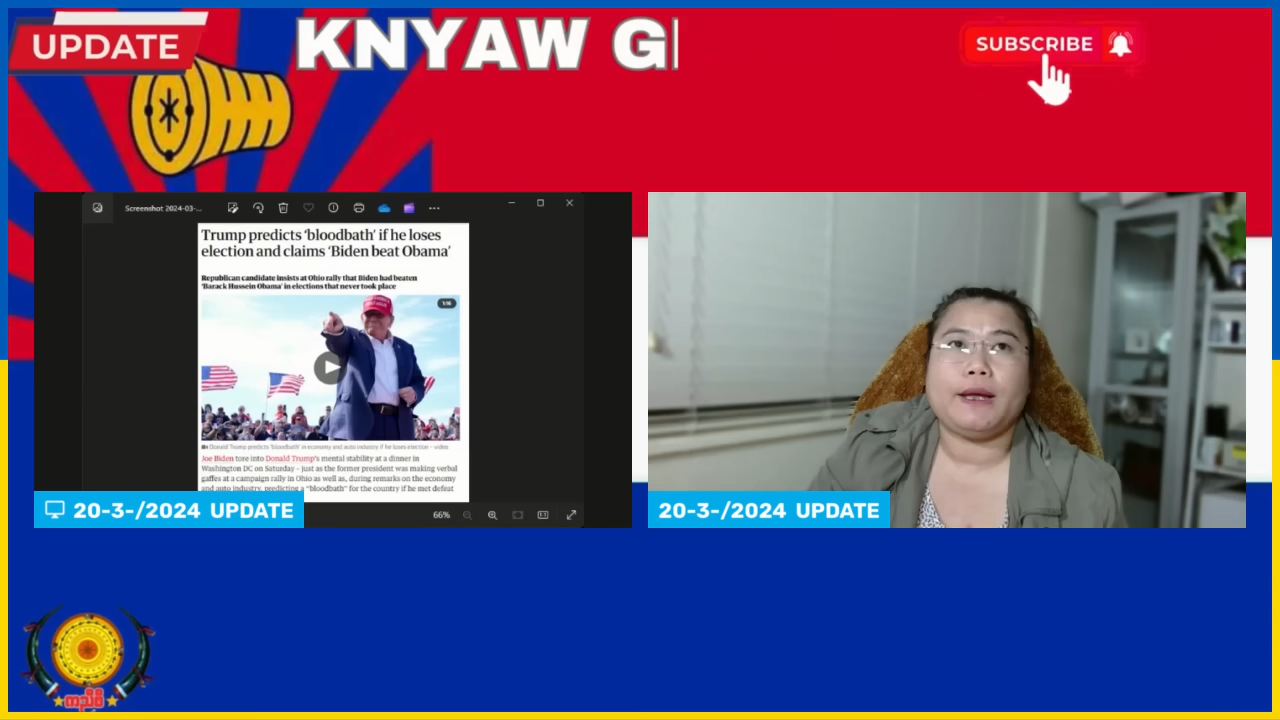 UPDATE
KNYAW G
SUBSCRIBE
Screenshot 2024-03-...
Trump predicts ‘bloodbath’ if he loses
election and claims ‘Biden beat Obama’
Republican candidate insists at Ohio rally that Biden had beaten
‘Barack Hussein Obama’ in elections that never took place
1:16
Donald Trump predicts ‘bloodbath’ in economy and auto industry if he loses election – video
Joe Biden tore into Donald Trump’s mental stability at a dinner in
Washington DC on Saturday – just as the former president was making verbal
gaffes at a campaign rally in Ohio as well as, during remarks on the economy
and auto industry, predicting a “bloodbath” for the country if he met defeat
66%
20-3-/2024 UPDATE
20-3-/2024 UPDATE